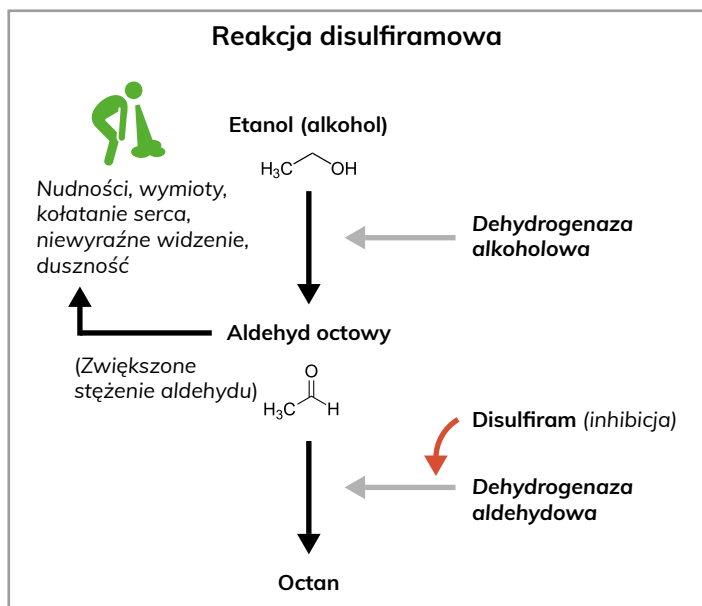 Reakcja disulfiramowa
Etanol (alkohol)
H₃C OH
Nudności, wymioty,
kołatanie serca,
niewyraźne widzenie,
duszność
Dehydrogenaza
alkoholowa
Aldehyd octowy
(Zwiększone
stężenie aldehydu)
O
H₃C H
Disulfiram (inhibicja)
Dehydrogenaza
aldehydowa
Octan